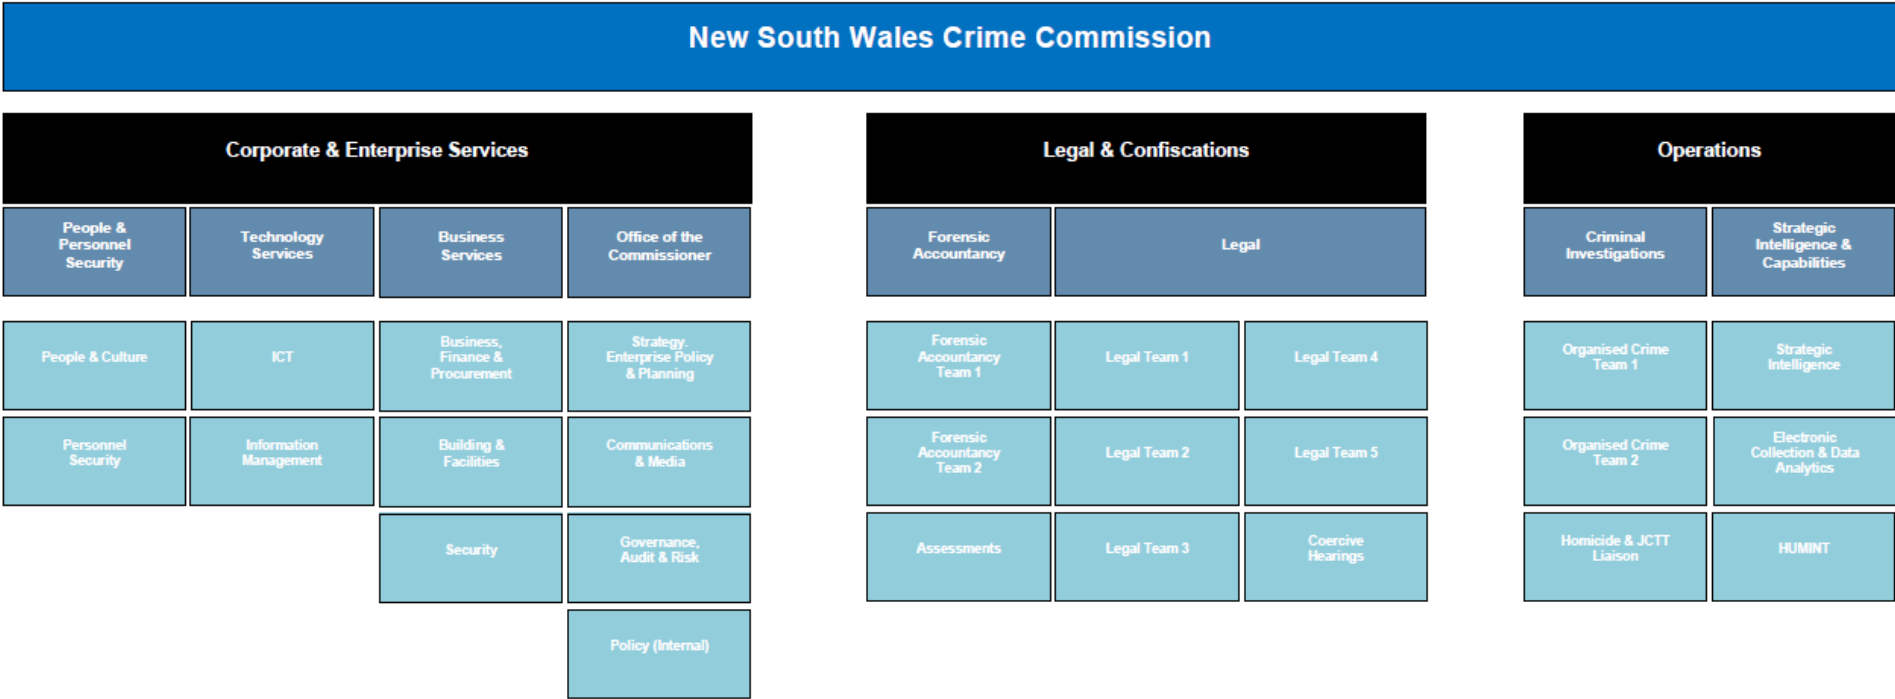 New South Wales Crime Commission
Corporate & Enterprise Services
Legal & Confiscations
Operations
People &
Personnel
Security
Technology
Services
Business
Services
Office of the
Commissioner
Forensic
Accountancy
Legal
Criminal
Investigations
Strategic
Intelligence &
Capabilities
People & Culture
ICT
Business,
Finance &
Procurement
Strategy.
Enterprise Policy
& Planning
Forensic
Accountancy
Team 1
Legal Team 1
Legal Team 4
Organised Crime
Team 1
Strategic
Intelligence
Personnel
Security
Information
Management
Building &
Facilities
Communications
& Media
Forensic
Accountancy
Team 2
Legal Team 2
Legal Team 5
Organised Crime
Team 2
Electronic
Collection & Data
Analytics
Security
Governance,
Audit & Risk
Assessments
Legal Team 3
Coercive
Hearings
Homicide & JCTT
Liaison
HUMINT
Policy (Internal)